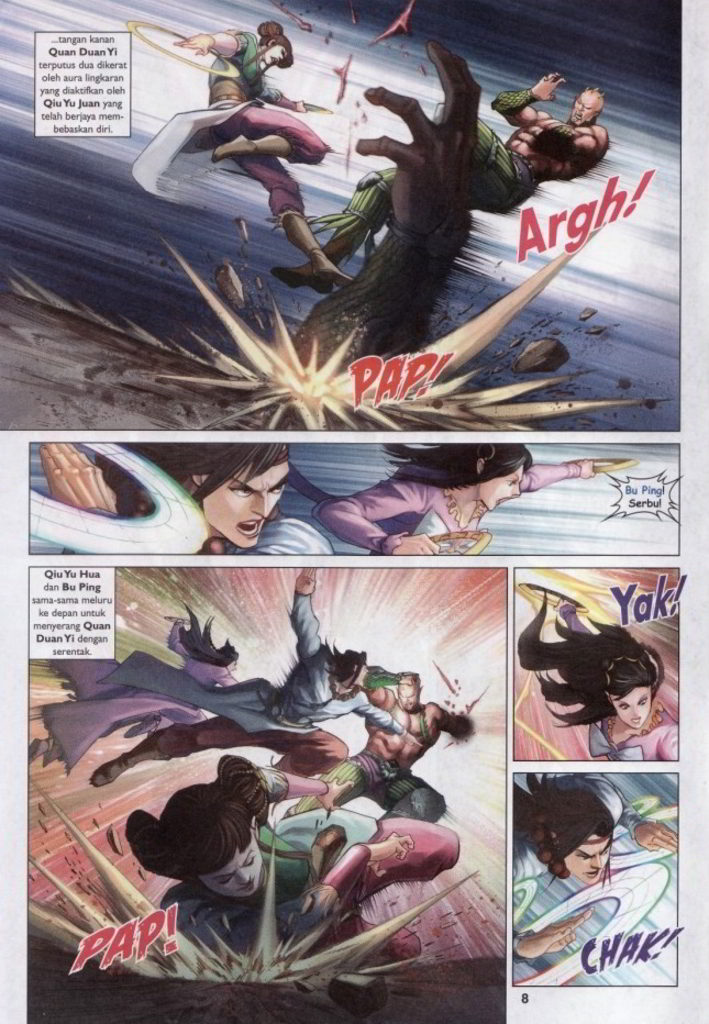 ...tangan kanan
Quan Duan Yi
terputus dua dikerat
oleh aura lingkaran
yang diaktifkan oleh
Qiu Yu Juan yang
telah berjaya mem-
bebaskan diri.
Argh!
PAP!
Bu Ping!
Serbu!
Qiu Yu Hua
dan Bu Ping
sama-sama meluru
ke depan untuk
menyerang Quan
Duan Yi dengan
serentak.
Yak!
PAP!
CHAK!
8